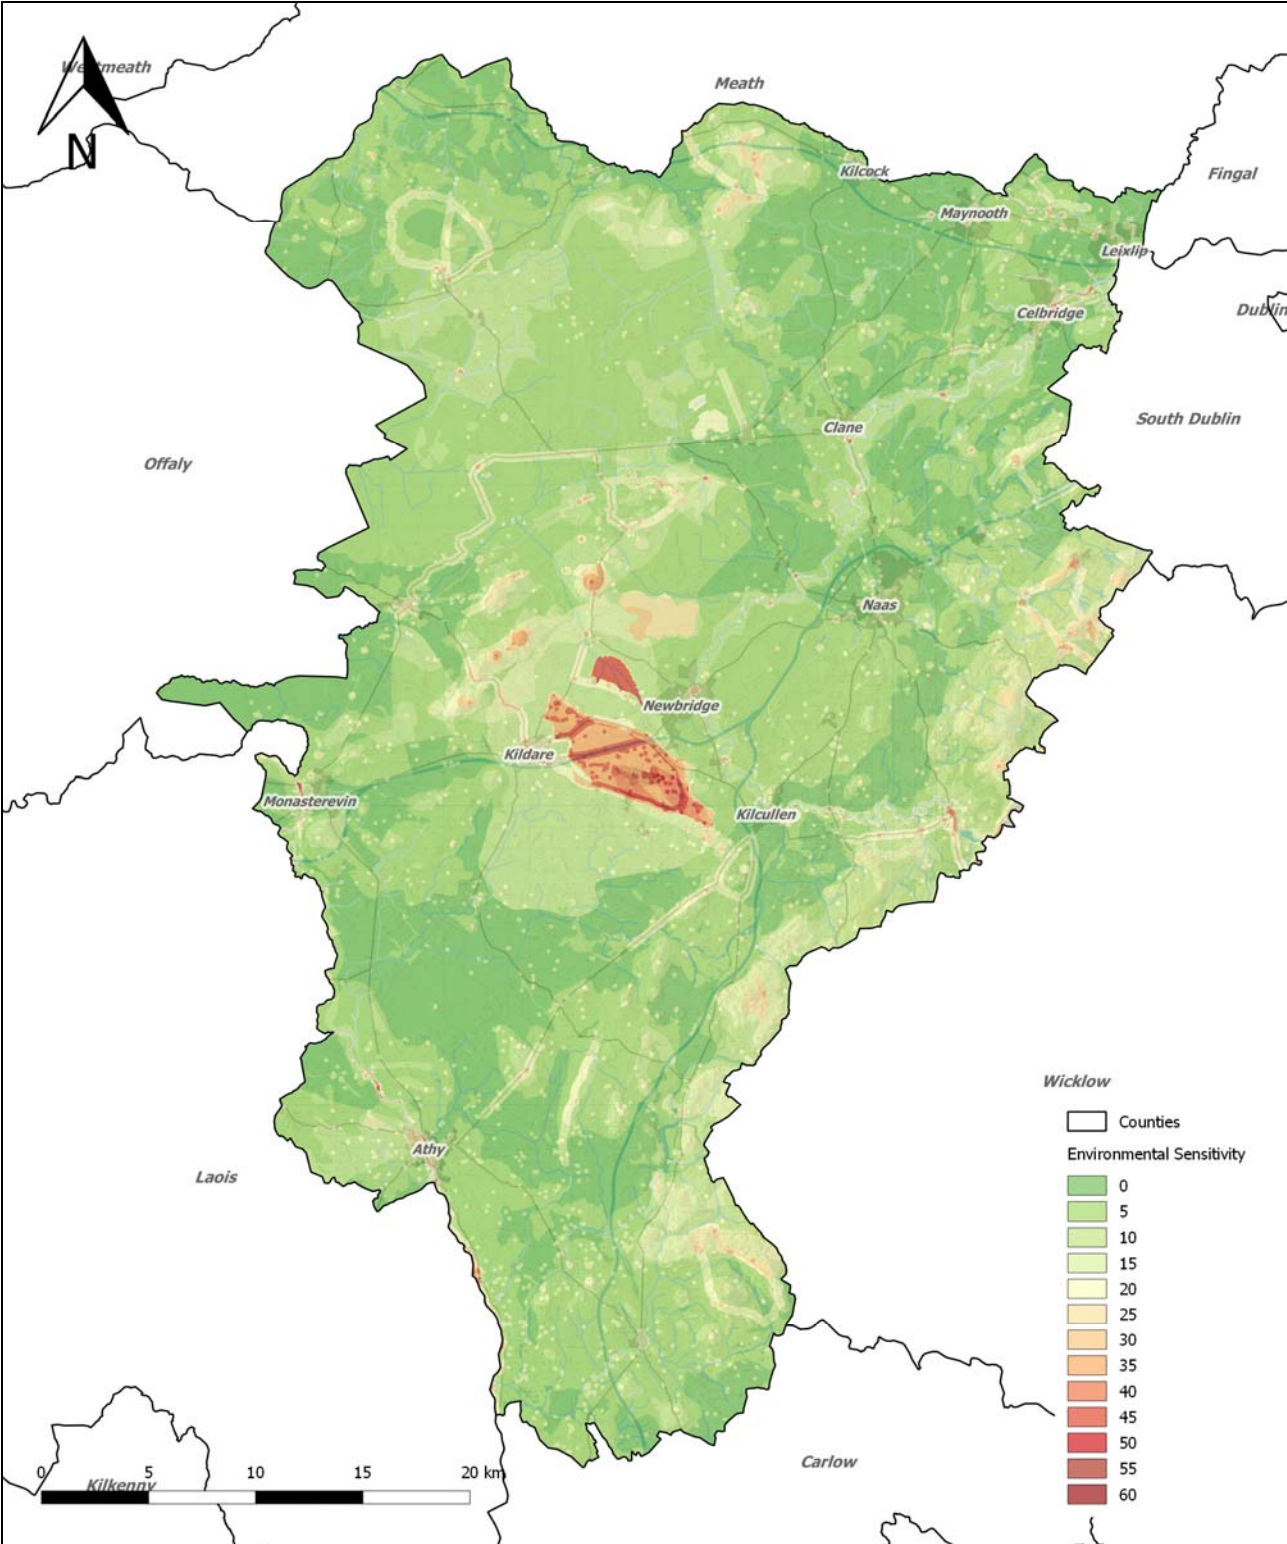 Westmeath
N
Meath
Kilcock
Fingal
Maynooth
Leixlip
Celbridge
Dublin
South Dublin
Clane
Offaly
Naas
Newbridge
Kildare
Monasterevin
Kilcullen
Wicklow
Counties
Environmental Sensitivity
Athy
Laois
0
5
10
15
20
25
30
35
40
45
50
55
60
Carlow
0 5 10 15 20 km
Kilkenny